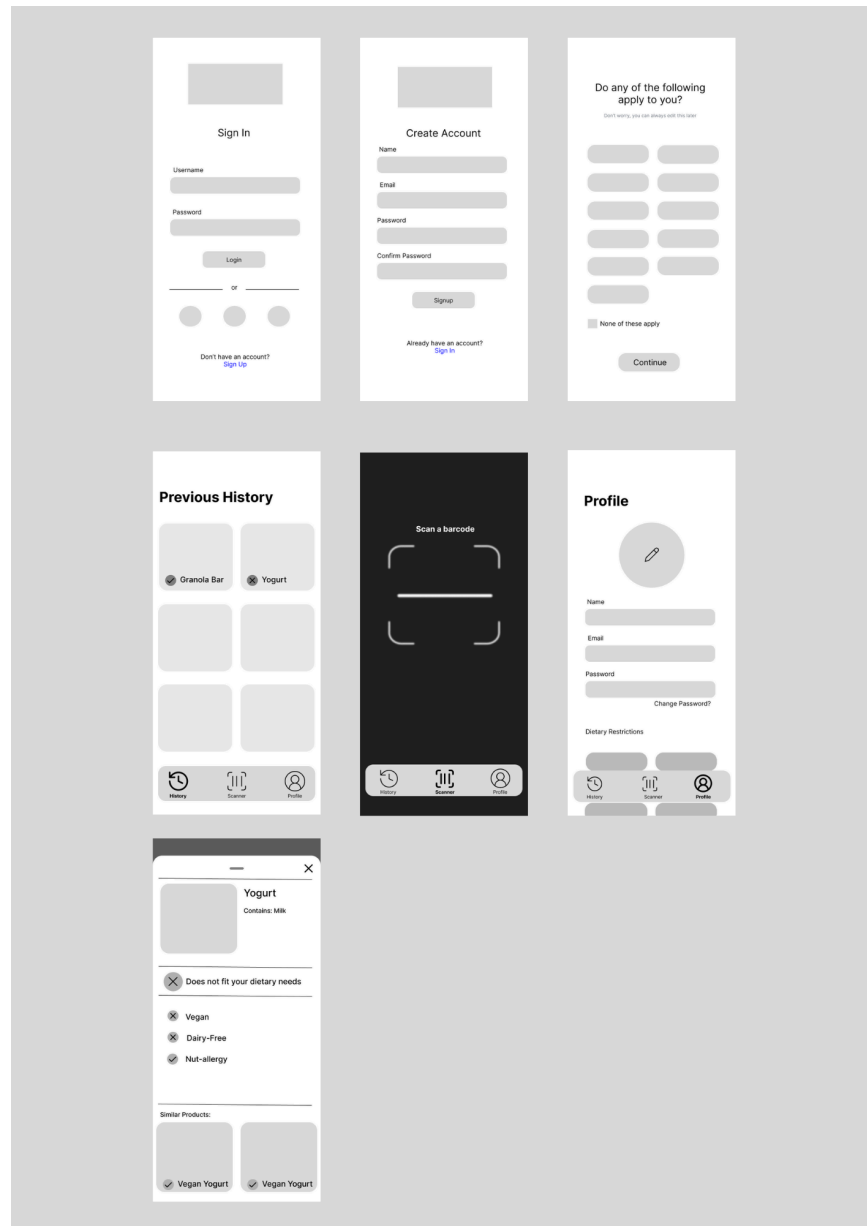 Sign In
Username
Password
Login
or
Don't have an account?
Sign Up
Create Account
Name
Email
Password
Confirm Password
Signup
Already have an account?
Sign In
Do any of the following
apply to you?
Don't worry, you can always edit this later
None of these apply
Continue
Previous History
Granola Bar
Yogurt
History
Scanner
Profile
Scan a barcode
History
Scanner
Profile
Profile
Name
Email
Password
Change Password?
Dietary Restrictions
History
Scanner
Profile
Yogurt
Contains: Milk
Does not fit your dietary needs
Vegan
Dairy-Free
Nut-allergy
Similar Products:
Vegan Yogurt
Vegan Yogurt